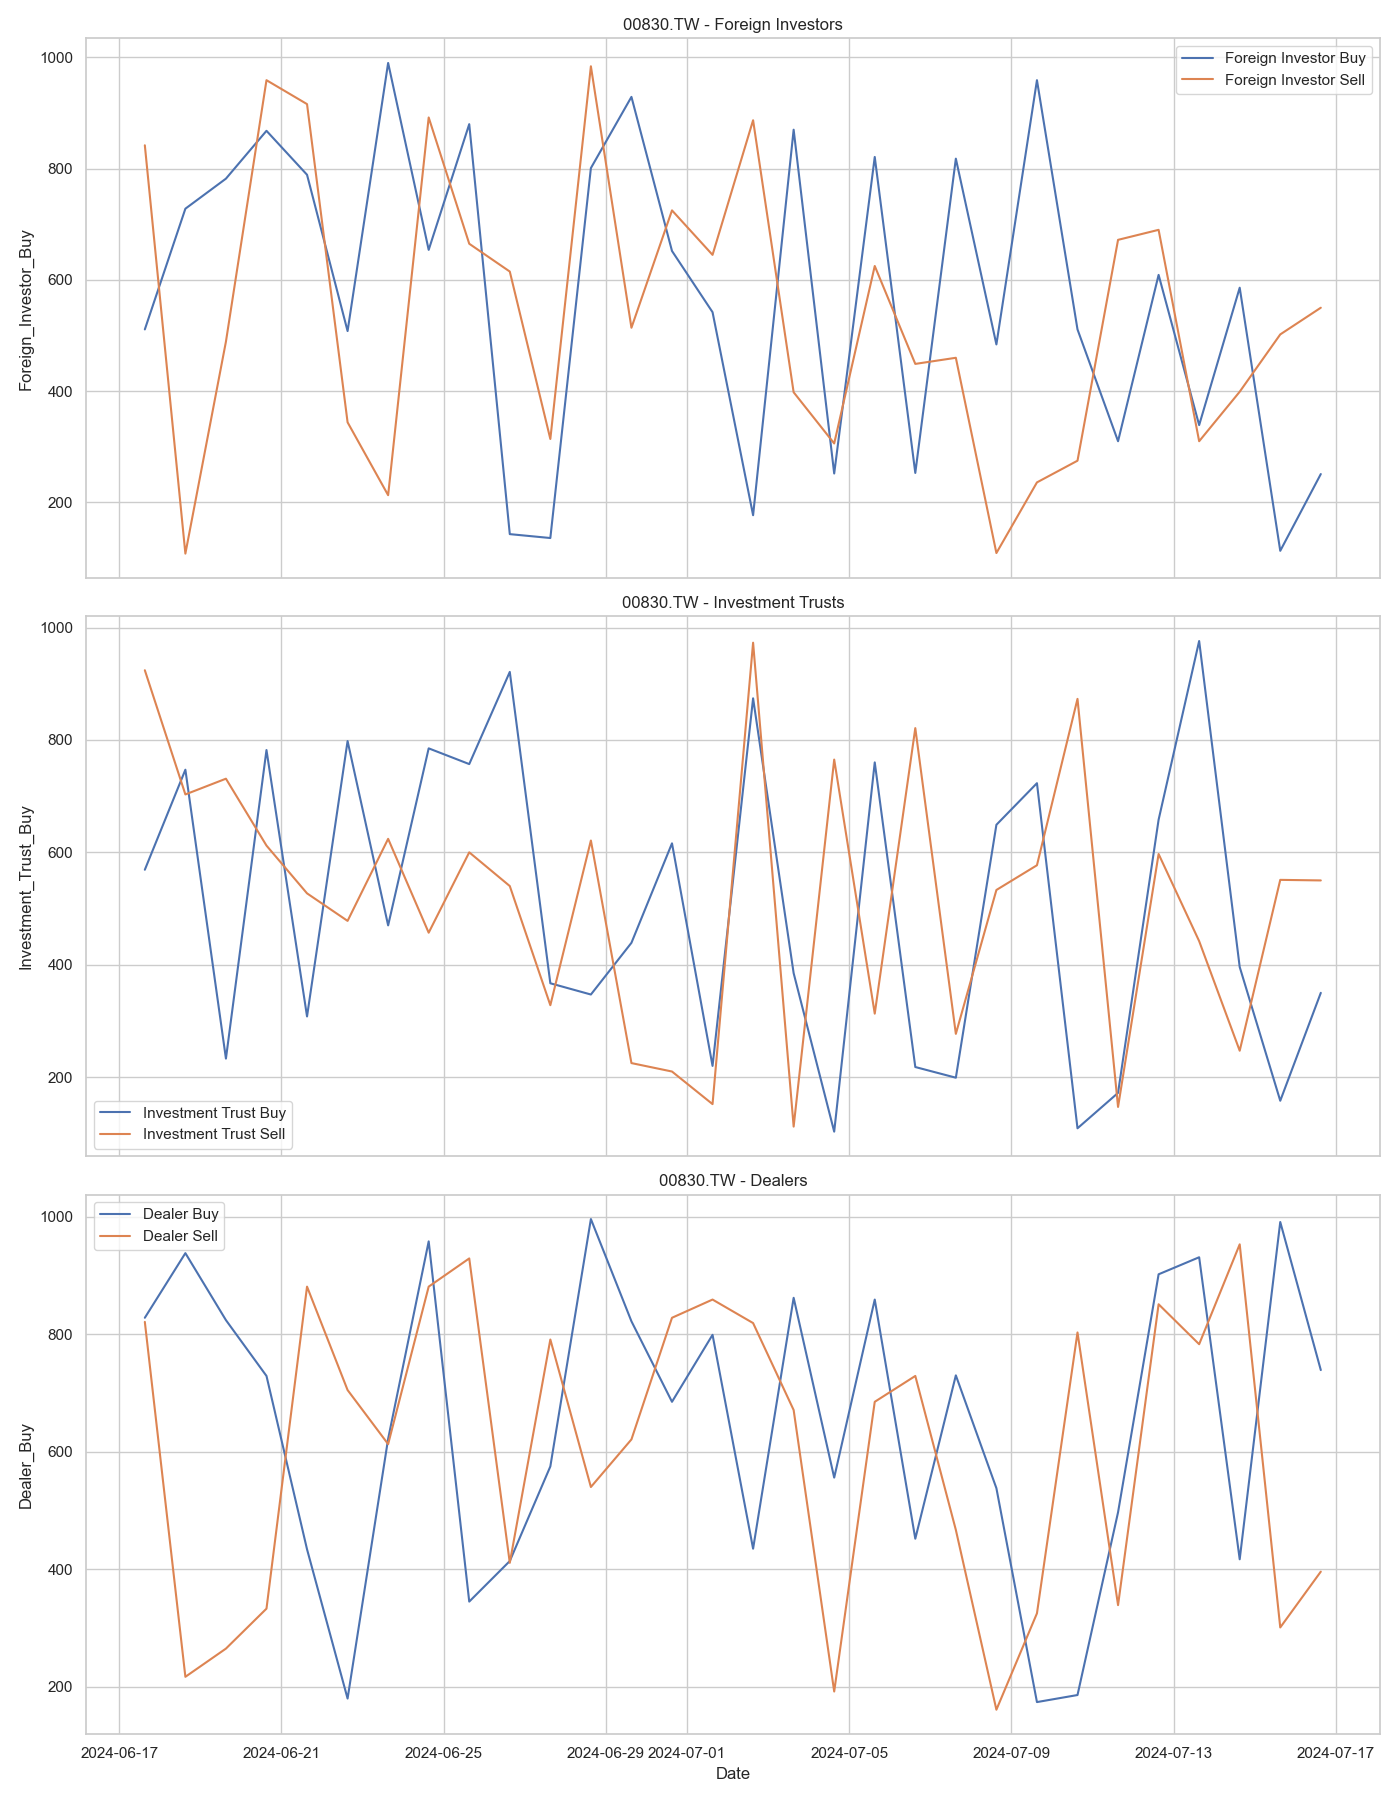 00830.TW - Foreign Investors
1000
800
600
400
200
Foreign_Investor_Buy
Foreign Investor Buy
Foreign Investor Sell
00830.TW - Investment Trusts
1000
800
600
400
200
Investment_Trust_Buy
Investment Trust Buy
Investment Trust Sell
00830.TW - Dealers
1000
800
600
400
200
Dealer_Buy
Dealer Buy
Dealer Sell
2024-06-17 2024-06-21 2024-06-25 2024-06-29 2024-07-01 2024-07-05 2024-07-09 2024-07-13 2024-07-17
Date